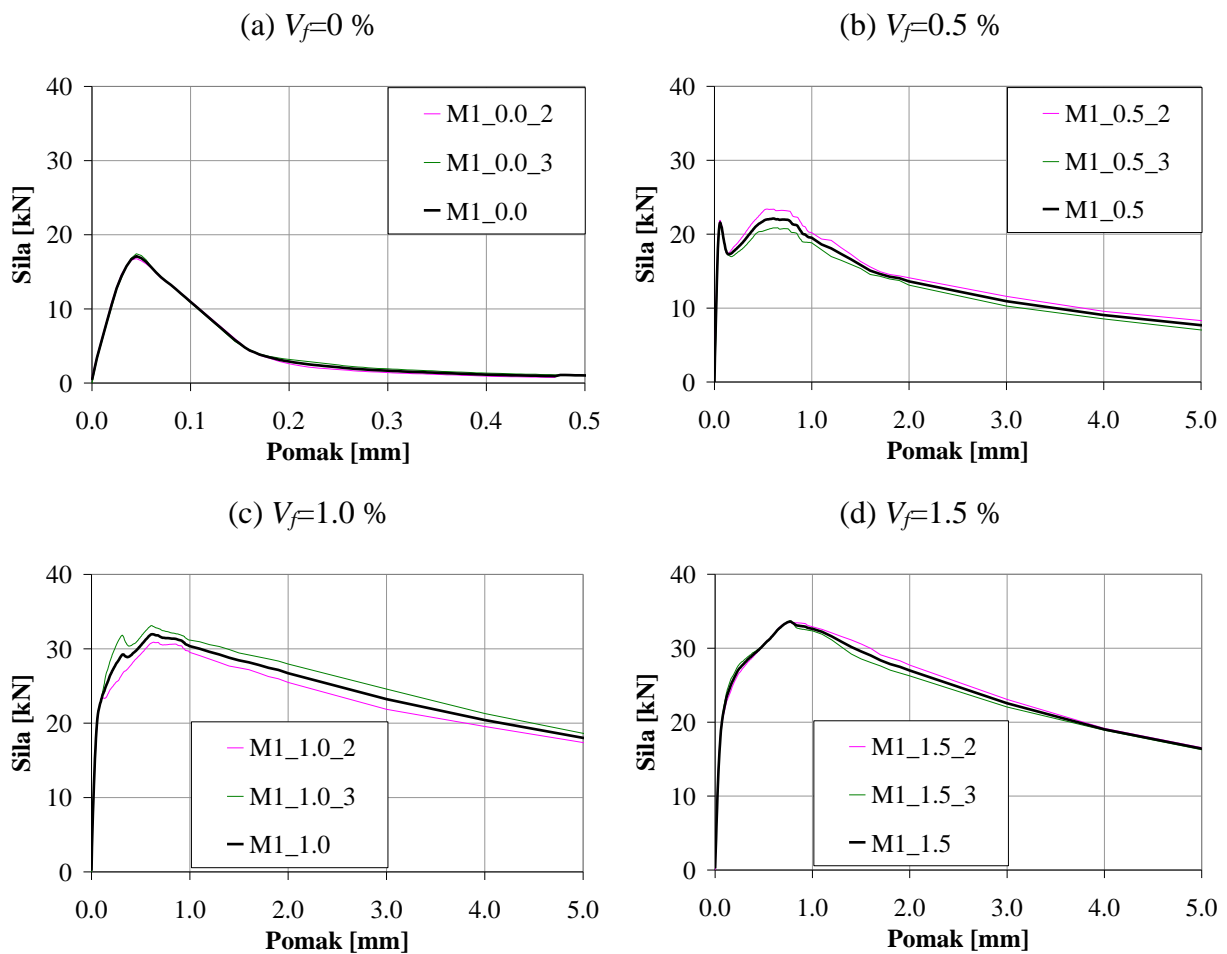 (a) Vf=0 %
40
30
20
10
0
Sila [kN]
M1_0.0_2
M1_0.0_3
M1_0.0
0.0 0.1 0.2 0.3 0.4 0.5
Pomak [mm]
(b) Vf=0.5 %
40
30
20
10
0
Sila [kN]
M1_0.5_2
M1_0.5_3
M1_0.5
0.0 1.0 2.0 3.0 4.0 5.0
Pomak [mm]
(c) Vf=1.0 %
40
30
20
10
0
Sila [kN]
M1_1.0_2
M1_1.0_3
M1_1.0
0.0 1.0 2.0 3.0 4.0 5.0
Pomak [mm]
(d) Vf=1.5 %
40
30
20
10
0
Sila [kN]
M1_1.5_2
M1_1.5_3
M1_1.5
0.0 1.0 2.0 3.0 4.0 5.0
Pomak [mm]